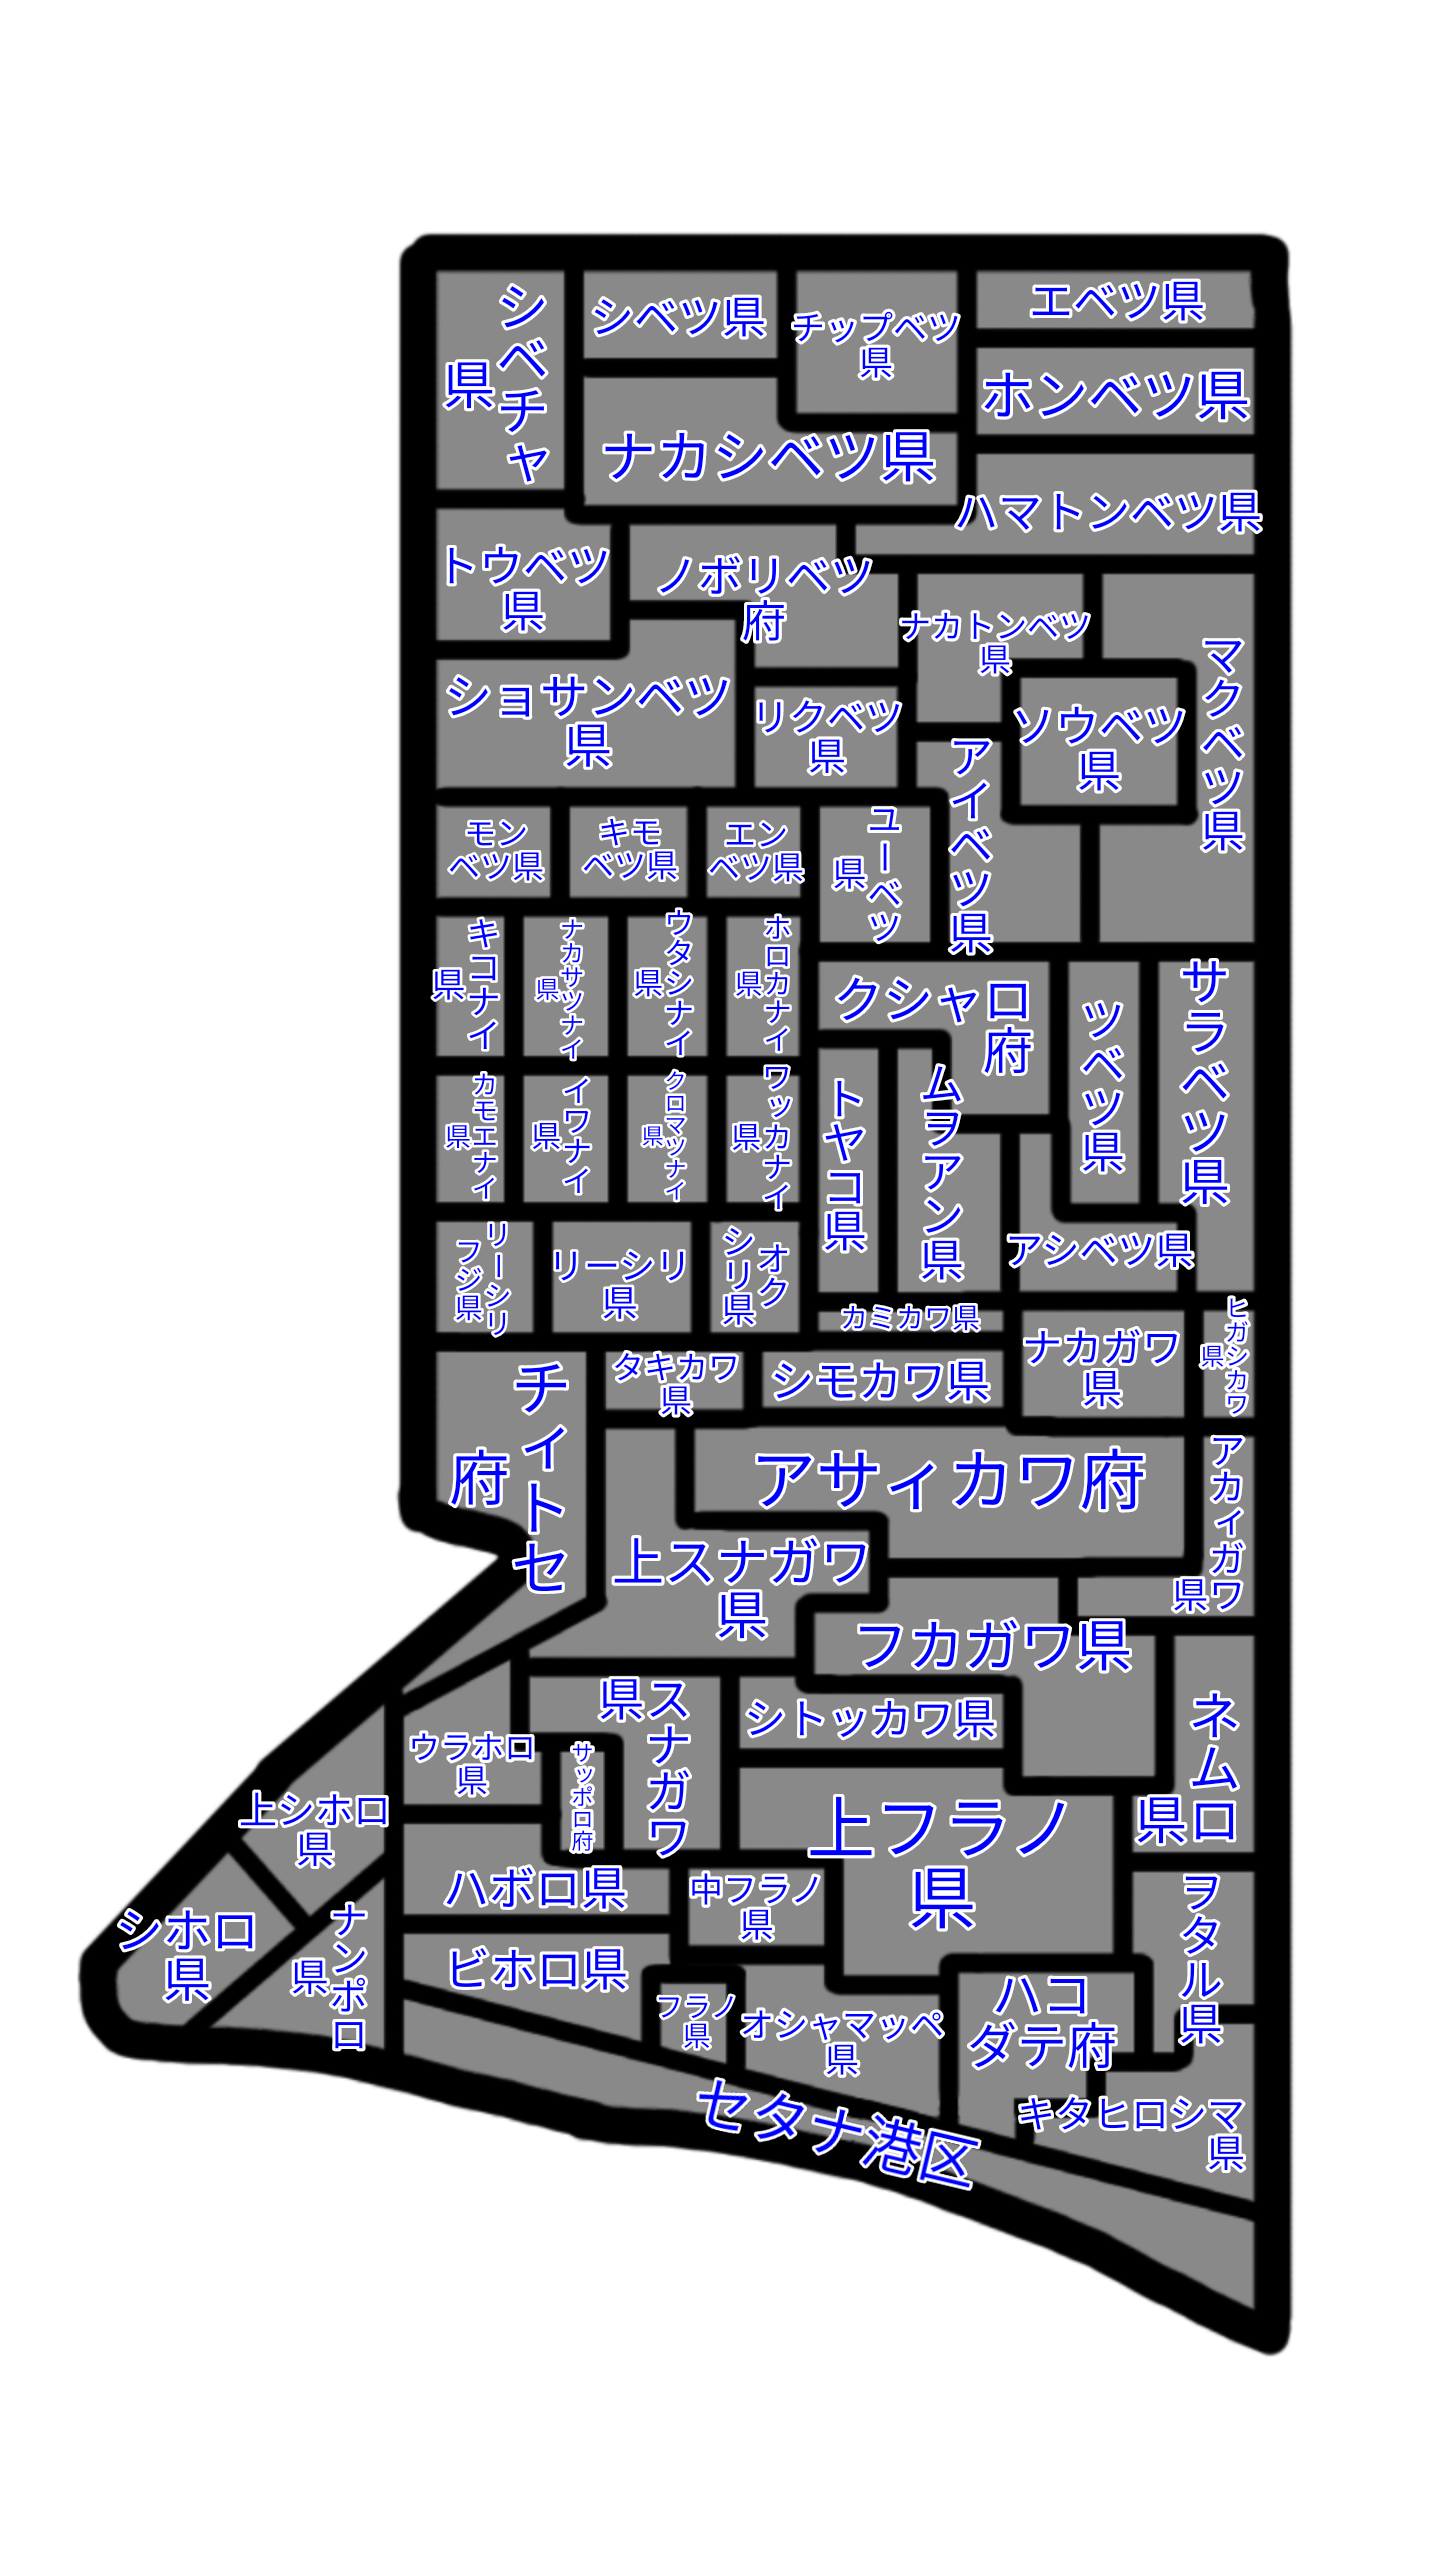 シベチャ
県
シベツ県
チップベツ
県
エベツ県
ホンベツ県
ナカシベツ県
ハマトンベツ県
トウベツ
県
ノボリベツ
府
ナカトンベツ
県
マクベツ県
ショサンベツ
県
リクベツ
県
ソウベツ
県
アイベツ県
モン
ベツ県
キモ
ベツ県
エン
ベツ県
ユーベツ
県
キコナイ
県
ナカサツナイ
県
ウタシナイ
県
ホロカナイ
県
クシャロ
府
ツベツ県
サラベツ県
カモエナイ
県
イワナイ
県
クロマツナイ
県
ワッカナイ
県
トヤコ県
ムヲアン県
アシベツ県
リーシリ
フジ県
リーシリ
県
オク
シリ県
カミカワ県
ナカガワ
県
ヒガシカワ
県
チィトセ
府
タキカワ
県
シモカワ県
アサィカワ府
アカィガワ
県
上スナガワ
県
フカガワ県
スナガワ
県
シトッカワ県
ネムロ
県
ウラホロ
県
サッポロ府
上シホロ
県
上フラノ
県
ハボロ県
中フラノ
県
ヲタル県
シホロ
県
ナンポロ
県
ビホロ県
フラノ
県
オシャマッペ
県
ハコ
ダテ府
セタナ港区
キタヒロシマ
県